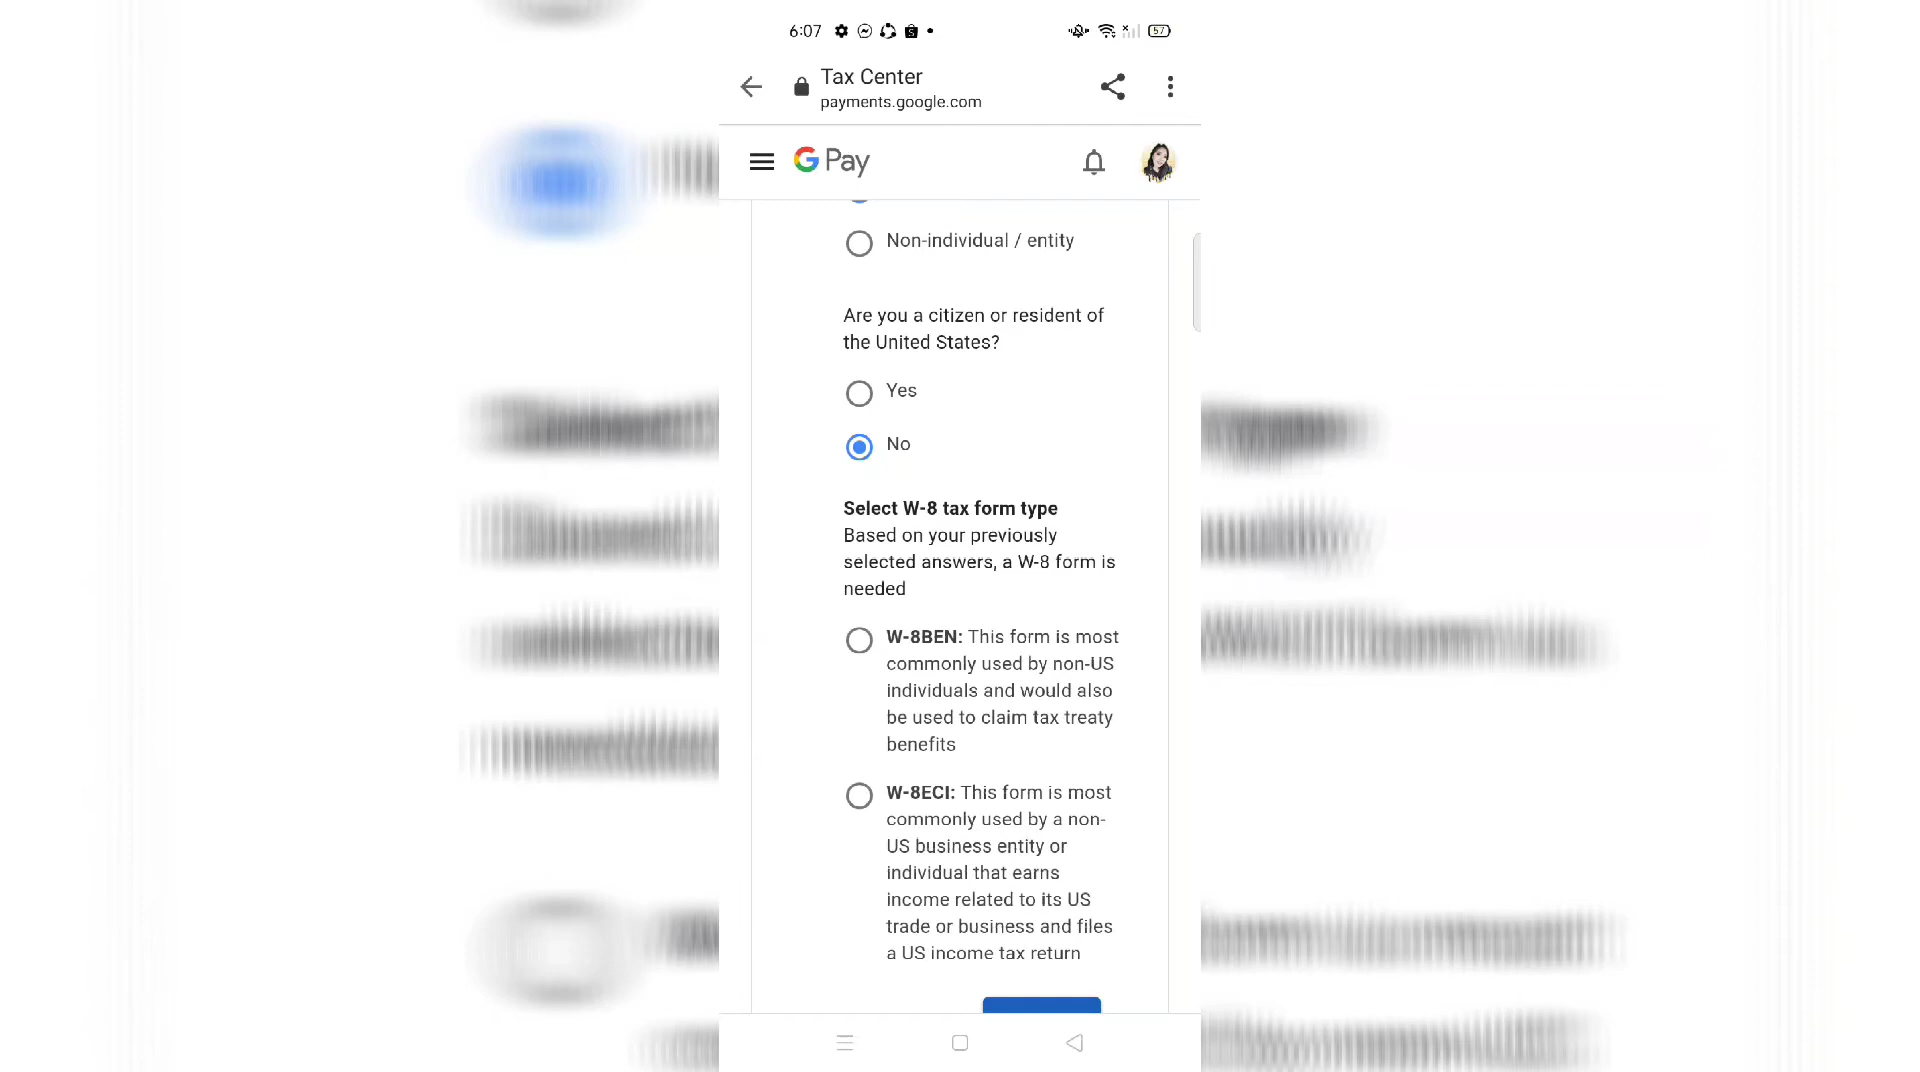 6:07
57
Tax Center
payments.google.com
G Pay
Non-individual / entity
Are you a citizen or resident of
the United States?
Yes
No
Select W-8 tax form type
Based on your previously
selected answers, a W-8 form is
needed
W-8BEN: This form is most
commonly used by non-US
individuals and would also
be used to claim tax treaty
benefits
W-8ECI: This form is most
commonly used by a non-
US business entity or
individual that earns
income related to its US
trade or business and files
a US income tax return